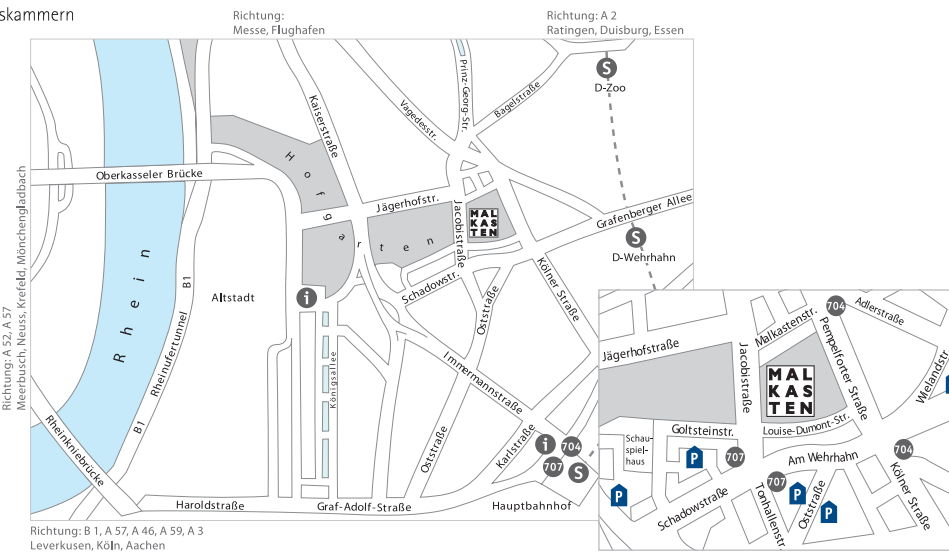 skammern
Richtung:
Messe, Flughafen
Richtung: A 2
Ratingen, Duisburg, Essen
Richtung: A 52, A 57
Meerbusch, Neuss, Krefeld, Mönchengladbach
Oberkasseler Brücke
Rhein
Rheinufertunnel
B1
B1
Rheinkniebrücke
Altstadt
Hofgarten
Kaiserstraße
Vagedesstr.
Prinz-Georg-Str.
Bagelstraße
S
D-Zoo
Jägerhofstr.
Jacobistraße
MAL
KAS
TEN
Grafenberger Allee
S
D-Wehrhahn
Schadowstr.
Oststraße
Kölner Straße
i
Königsallee
Immermannstraße
Oststraße
Karlstraße
i
704
707
S
Haroldstraße
Graf-Adolf-Straße
Hauptbahnhof
Richtung: B 1, A 57, A 46, A 59, A 3
Leverkusen, Köln, Aachen
Jägerhofstraße
Jacobistraße
Malkastenstr.
704
Adlerstraße
Pempelforter Straße
Wielandstr
MAL
KAS
TEN
Goltsteinstr.
Louise-Dumont-Str.
Schau-
spiel-
haus
P
707
Am Wehrhahn
704
P
707
P
P
Schadowstraße
Tonhallenstr.
Oststraße
Kölner Straße